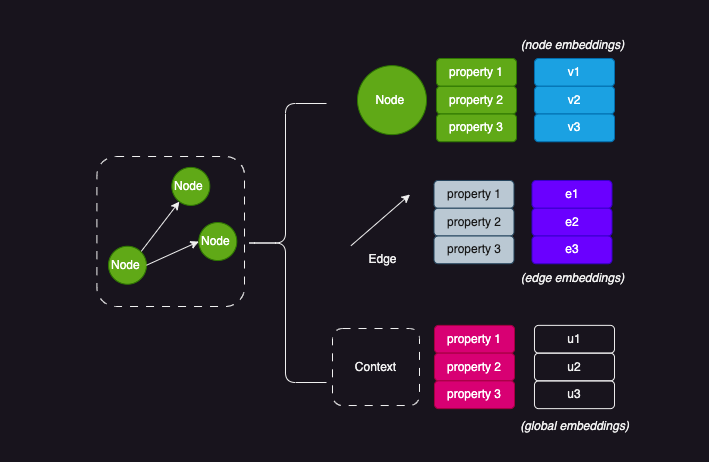 (node embeddings)
Node
property 1
v1
property 2
v2
property 3
v3
Node
Node
Node
Edge
property 1
e1
property 2
e2
property 3
e3
(edge embeddings)
Context
property 1
u1
property 2
u2
property 3
u3
(global embeddings)